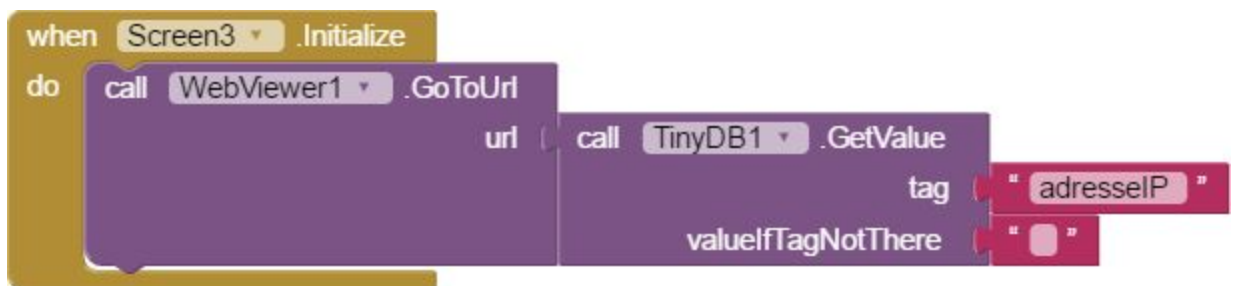 when Screen3 .Initialize
do call WebViewer1 .GoToUrl
url call TinyDB1 .GetValue
tag " adresseIP "
valueIfTagNotThere " "